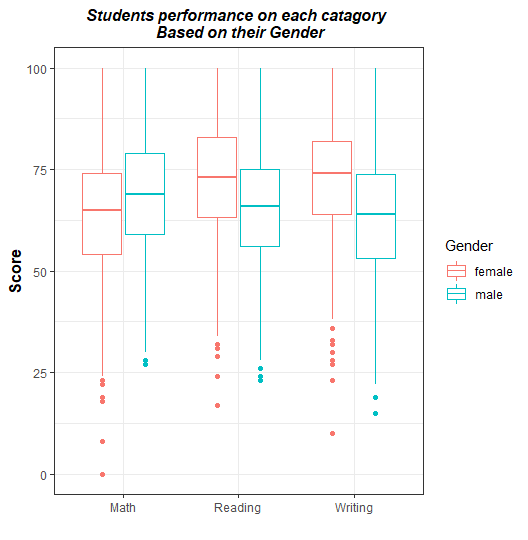 Students performance on each catagory
Based on their Gender
100
75
50
25
0
Score
Math Reading Writing
Gender
female
male